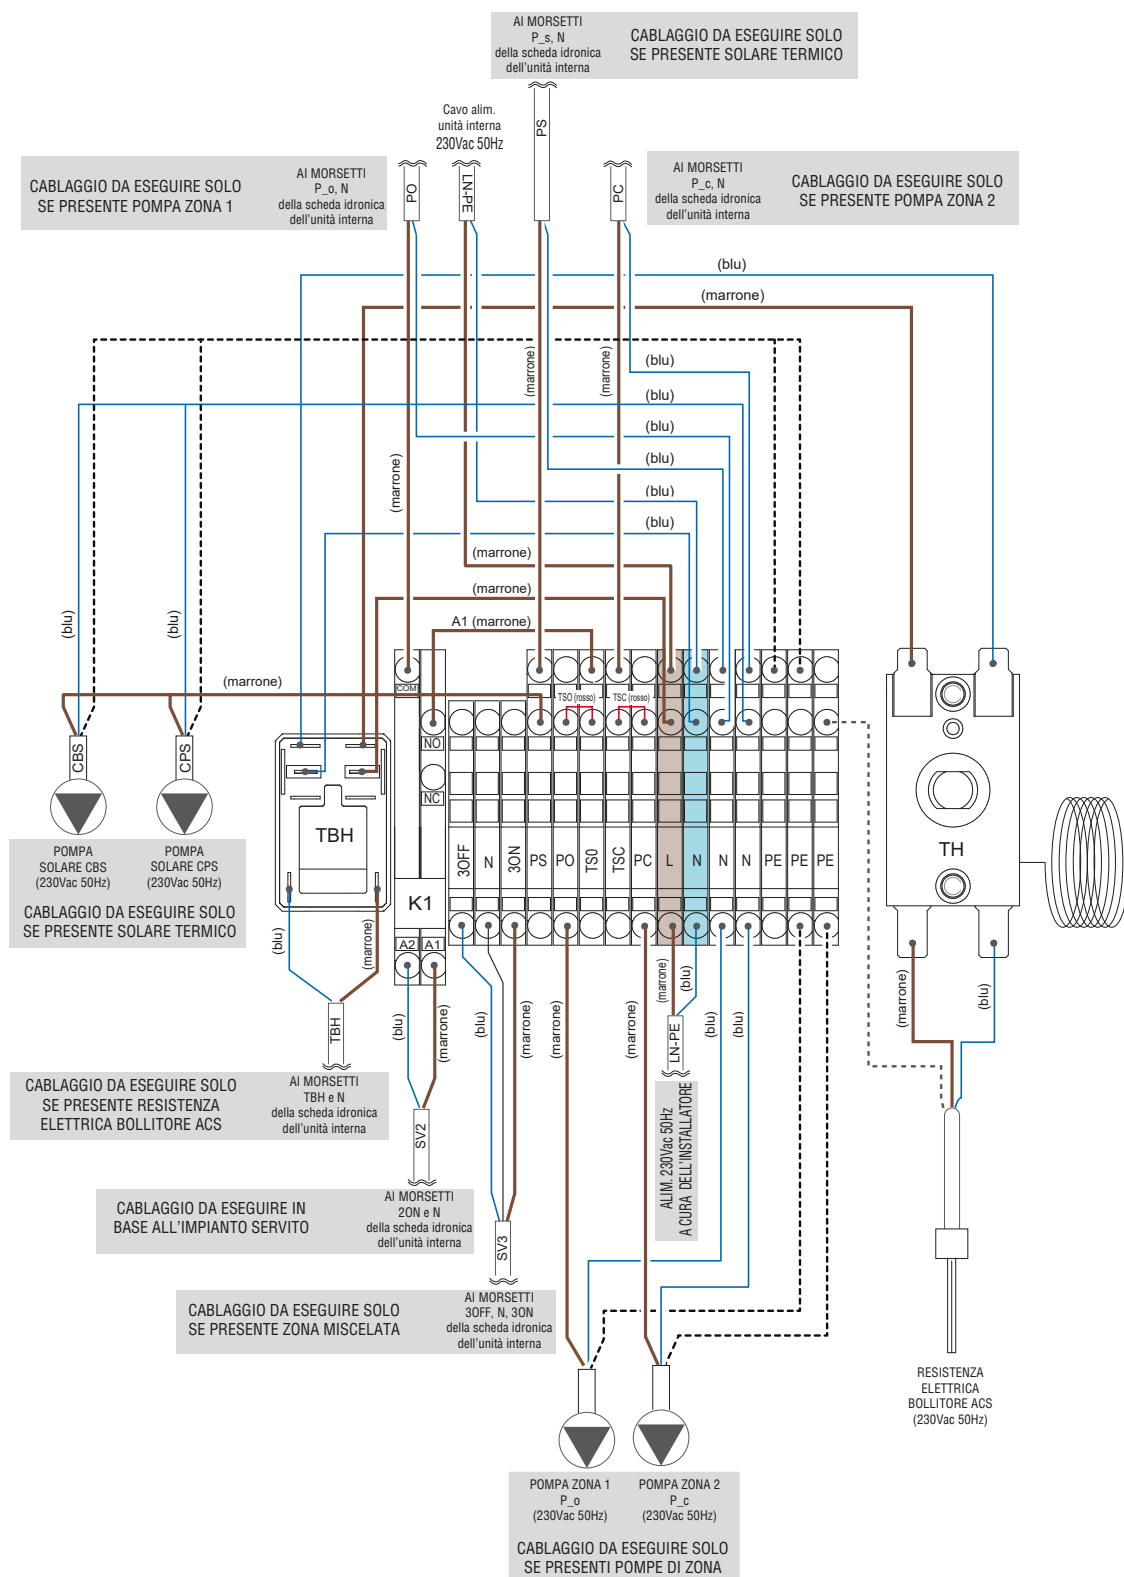 AI MORSETTI
P_s, N
della scheda idronica
dell'unità interna
CABLAGGIO DA ESEGUIRE SOLO
SE PRESENTE SOLARE TERMICO
Cavo alim.
unità interna
230Vac 50Hz
PS
CABLAGGIO DA ESEGUIRE SOLO
SE PRESENTE POMPA ZONA 1
AI MORSETTI
P_o, N
della scheda idronica
dell'unità interna
PO
LN-PE
PC
AI MORSETTI
P_c, N
della scheda idronica
dell'unità interna
CABLAGGIO DA ESEGUIRE SOLO
SE PRESENTE POMPA ZONA 2
(blu)
(marrone)
(marrone)
(marrone)
(blu)
(blu)
(blu)
(blu)
(marrone)
(blu)
(blu)
(marrone)
(marrone)
A1 (marrone)
(blu)
(blu)
(marrone)
COM
TSO (rosso)
TSC (rosso)
NO
NC
CBS
CPS
TBH
K1
3OFF
N
3ON
PS
PO
TS0
TSC
PC
L
N
N
N
PE
PE
PE
TH
POMPA
SOLARE CBS
(230Vac 50Hz)
POMPA
SOLARE CPS
(230Vac 50Hz)
CABLAGGIO DA ESEGUIRE SOLO
SE PRESENTE SOLARE TERMICO
A2
A1
(blu)
(marrone)
(blu)
(marrone)
(blu)
(marrone)
(marrone)
(marrone)
(marrone)
(blu)
(blu)
(blu)
(marrone)
(blu)
TBH
LN-PE
CABLAGGIO DA ESEGUIRE SOLO
SE PRESENTE RESISTENZA
ELETTRICA BOLLITORE ACS
AI MORSETTI
TBH e N
della scheda idronica
dell'unità interna
SV2
ALIM. 230Vac 50Hz
A CURA DELL'INSTALLATORE
CABLAGGIO DA ESEGUIRE IN
BASE ALL'IMPIANTO SERVITO
AI MORSETTI
2ON e N
della scheda idronica
dell'unità interna
SV3
CABLAGGIO DA ESEGUIRE SOLO
SE PRESENTE ZONA MISCELATA
AI MORSETTI
3OFF, N, 3ON
della scheda idronica
dell'unità interna
RESISTENZA
ELETTRICA
BOLLITORE ACS
(230Vac 50Hz)
POMPA ZONA 1
P_o
(230Vac 50Hz)
POMPA ZONA 2
P_c
(230Vac 50Hz)
CABLAGGIO DA ESEGUIRE SOLO
SE PRESENTI POMPE DI ZONA